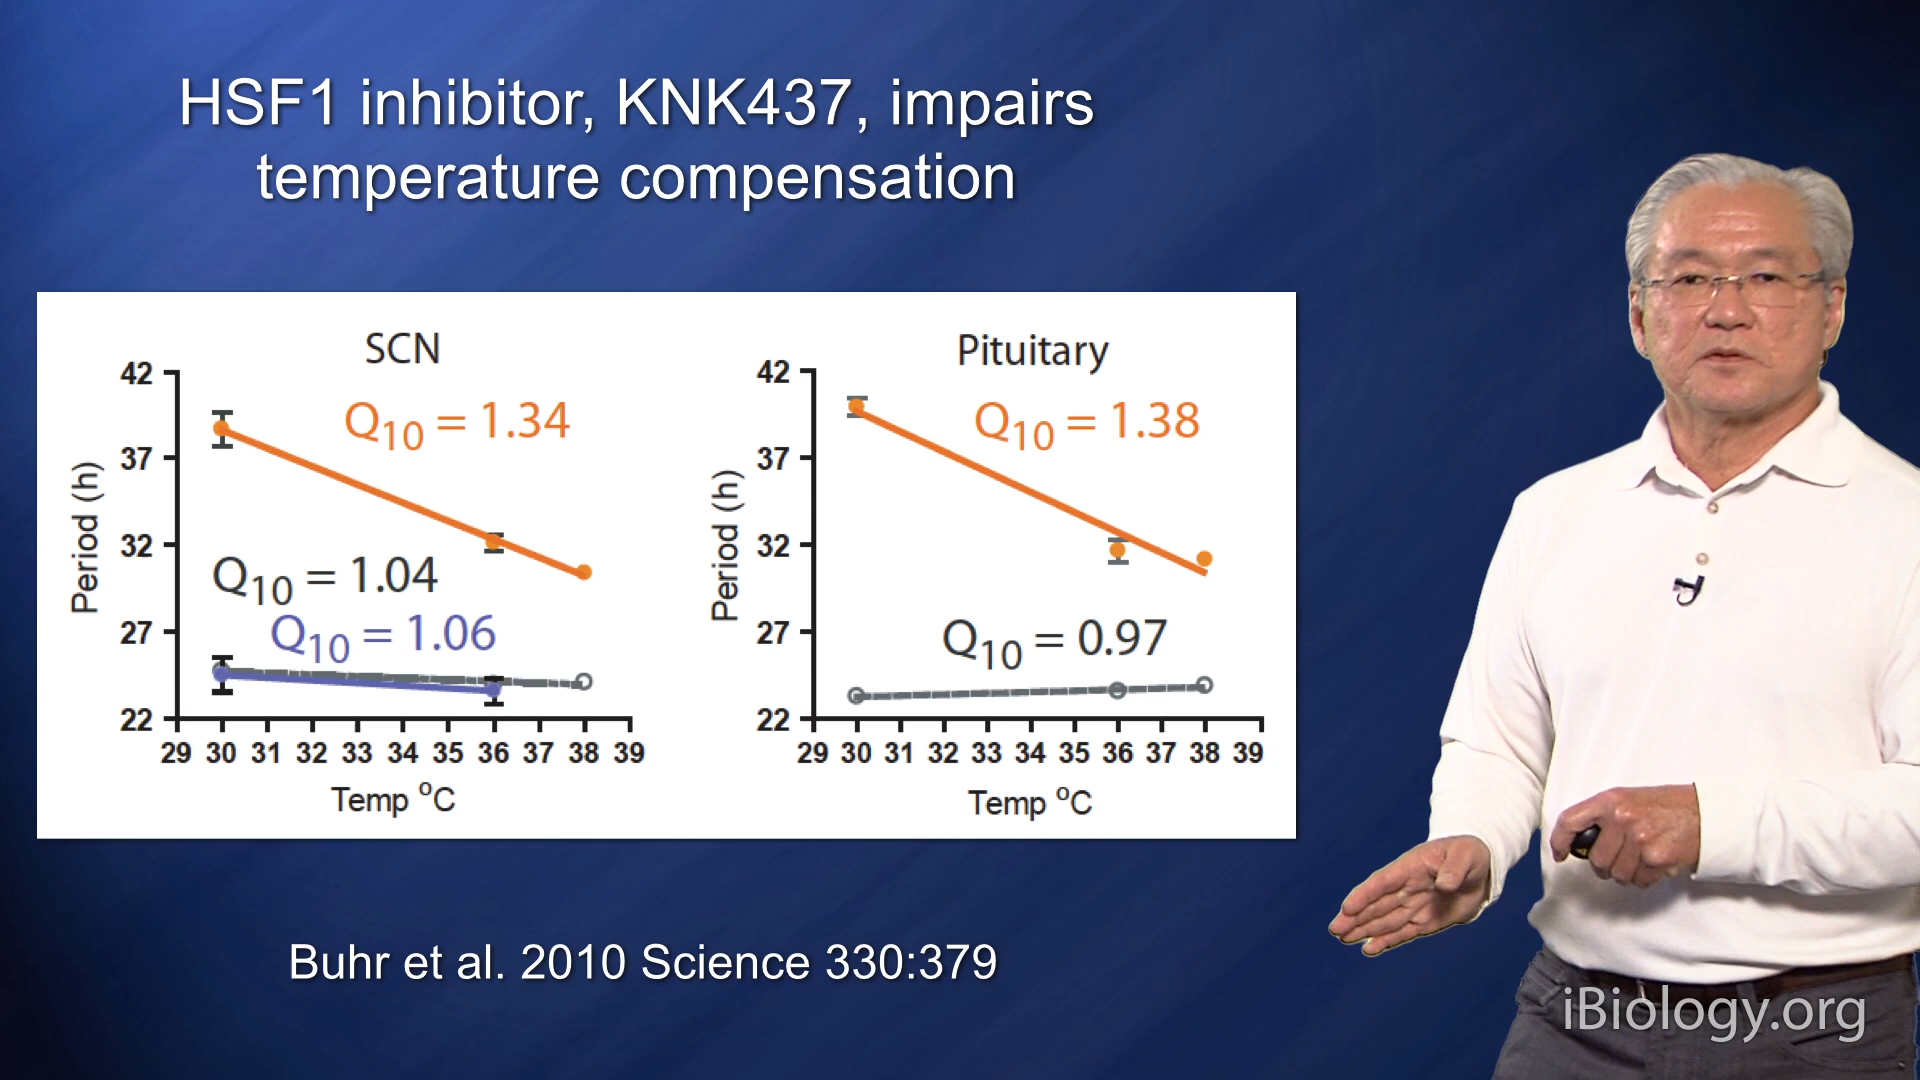 HSF1 inhibitor, KNK437, impairs
temperature compensation
SCN
Q10 = 1.34
Q10 = 1.04
Q10 = 1.06
Period (h)
42
37
32
27
22
29 30 31 32 33 34 35 36 37 38 39
Temp oC
Pituitary
Q10 = 1.38
Q10 = 0.97
Period (h)
42
37
32
27
22
29 30 31 32 33 34 35 36 37 38 39
Temp oC
Buhr et al. 2010 Science 330:379
iBiology.org